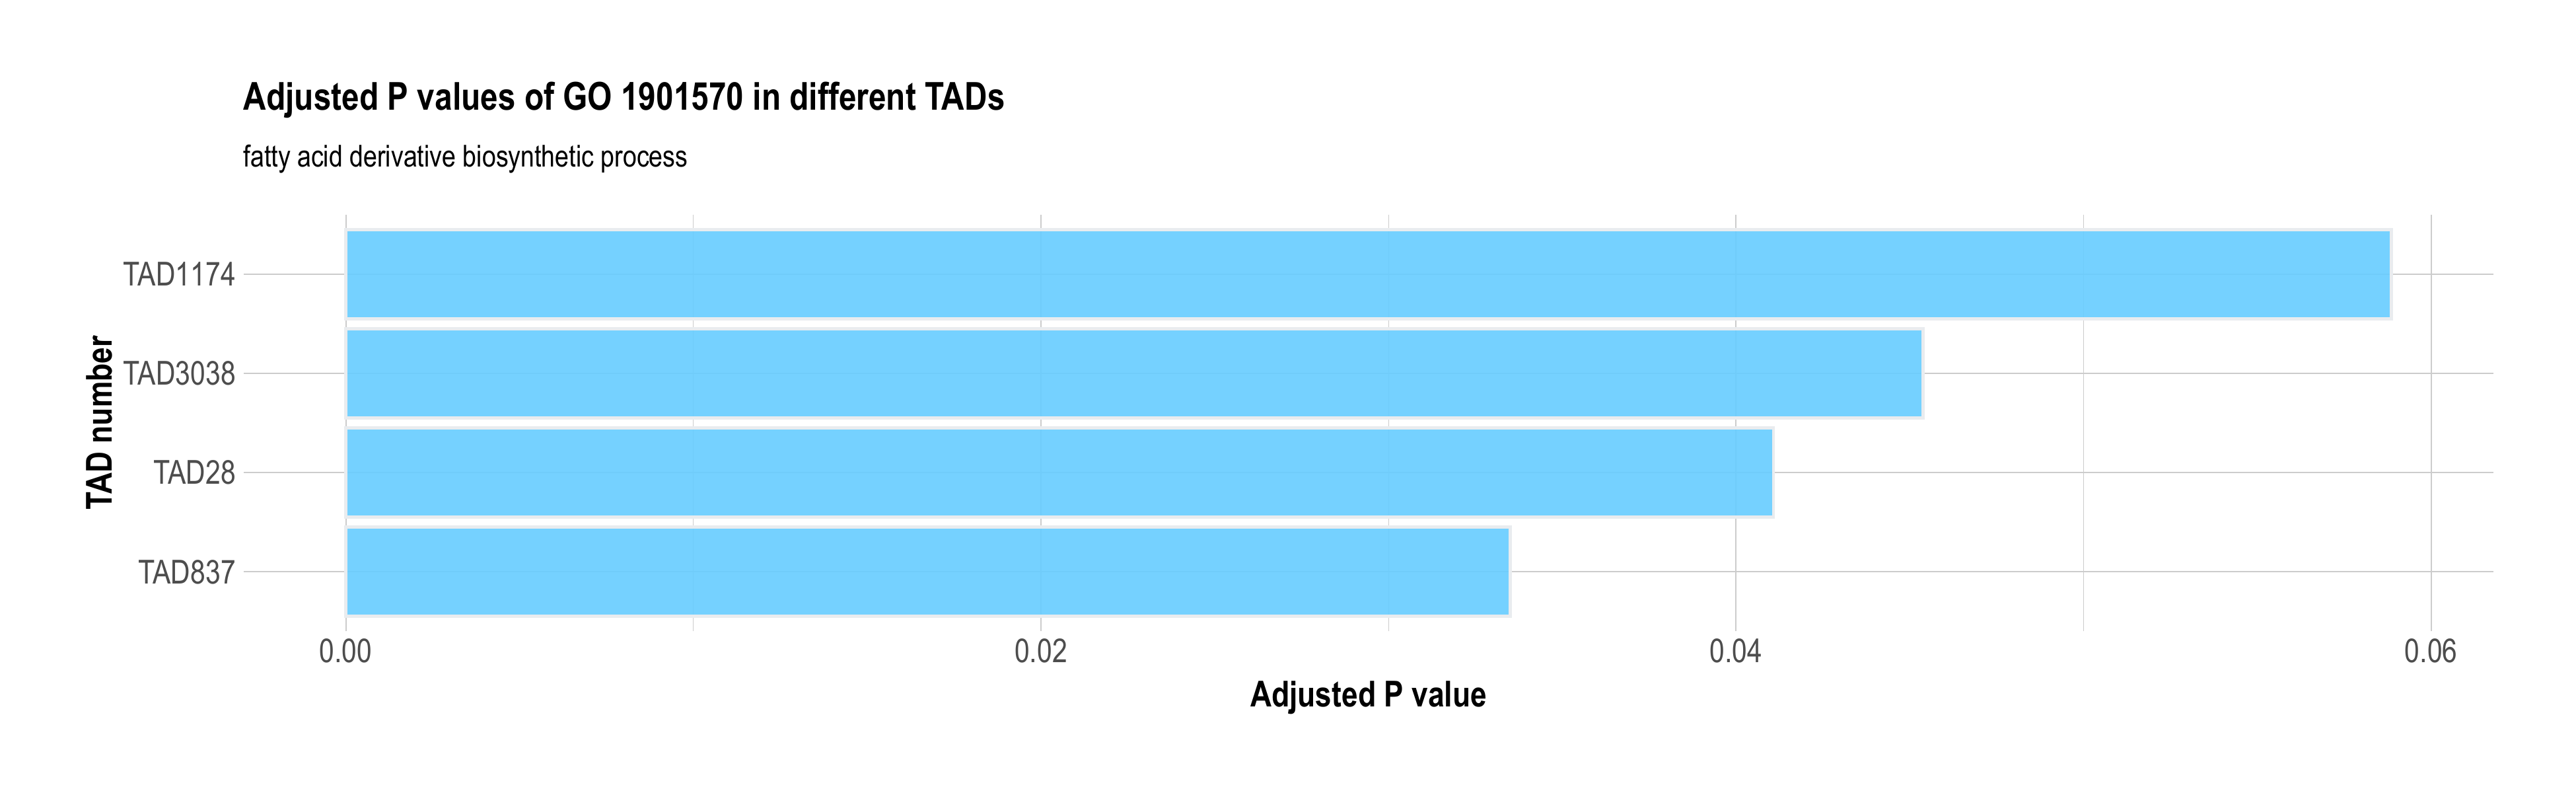 Adjusted P values of GO 1901570 in different TADs
fatty acid derivative biosynthetic process
TAD number
TAD1174
TAD3038
TAD28
TAD837
0.00 0.02 0.04 0.06
Adjusted P value